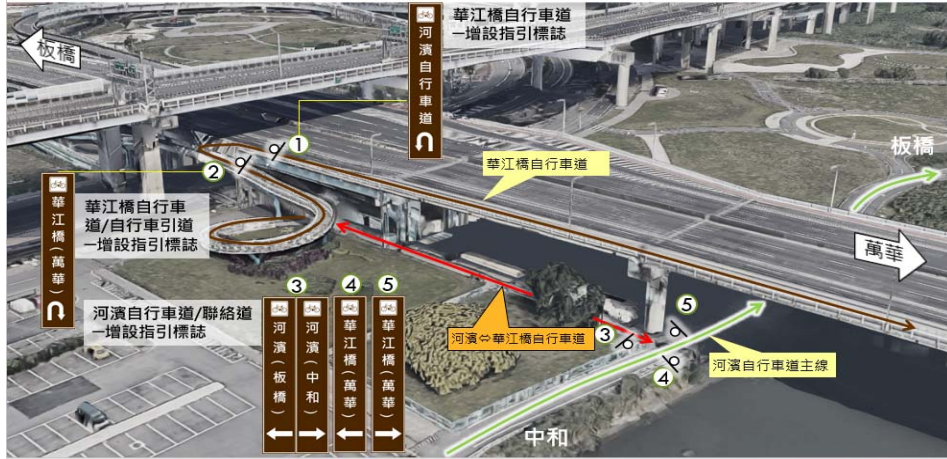 板橋
河濱自行車道
華江橋自行車道
–增設指引標誌
①
②
板橋
華江橋自行車道
華江橋(萬華)
華江橋自行車
道/自行車引道
–增設指引標誌
萬華
河濱自行車道/聯絡道
–增設指引標誌
③
④
⑤
河濱(板橋)
河濱(中和)
華江橋(萬華)
華江橋(萬華)
河濱⇔華江橋自行車道
③
⑤
④
河濱自行車道主線
中和